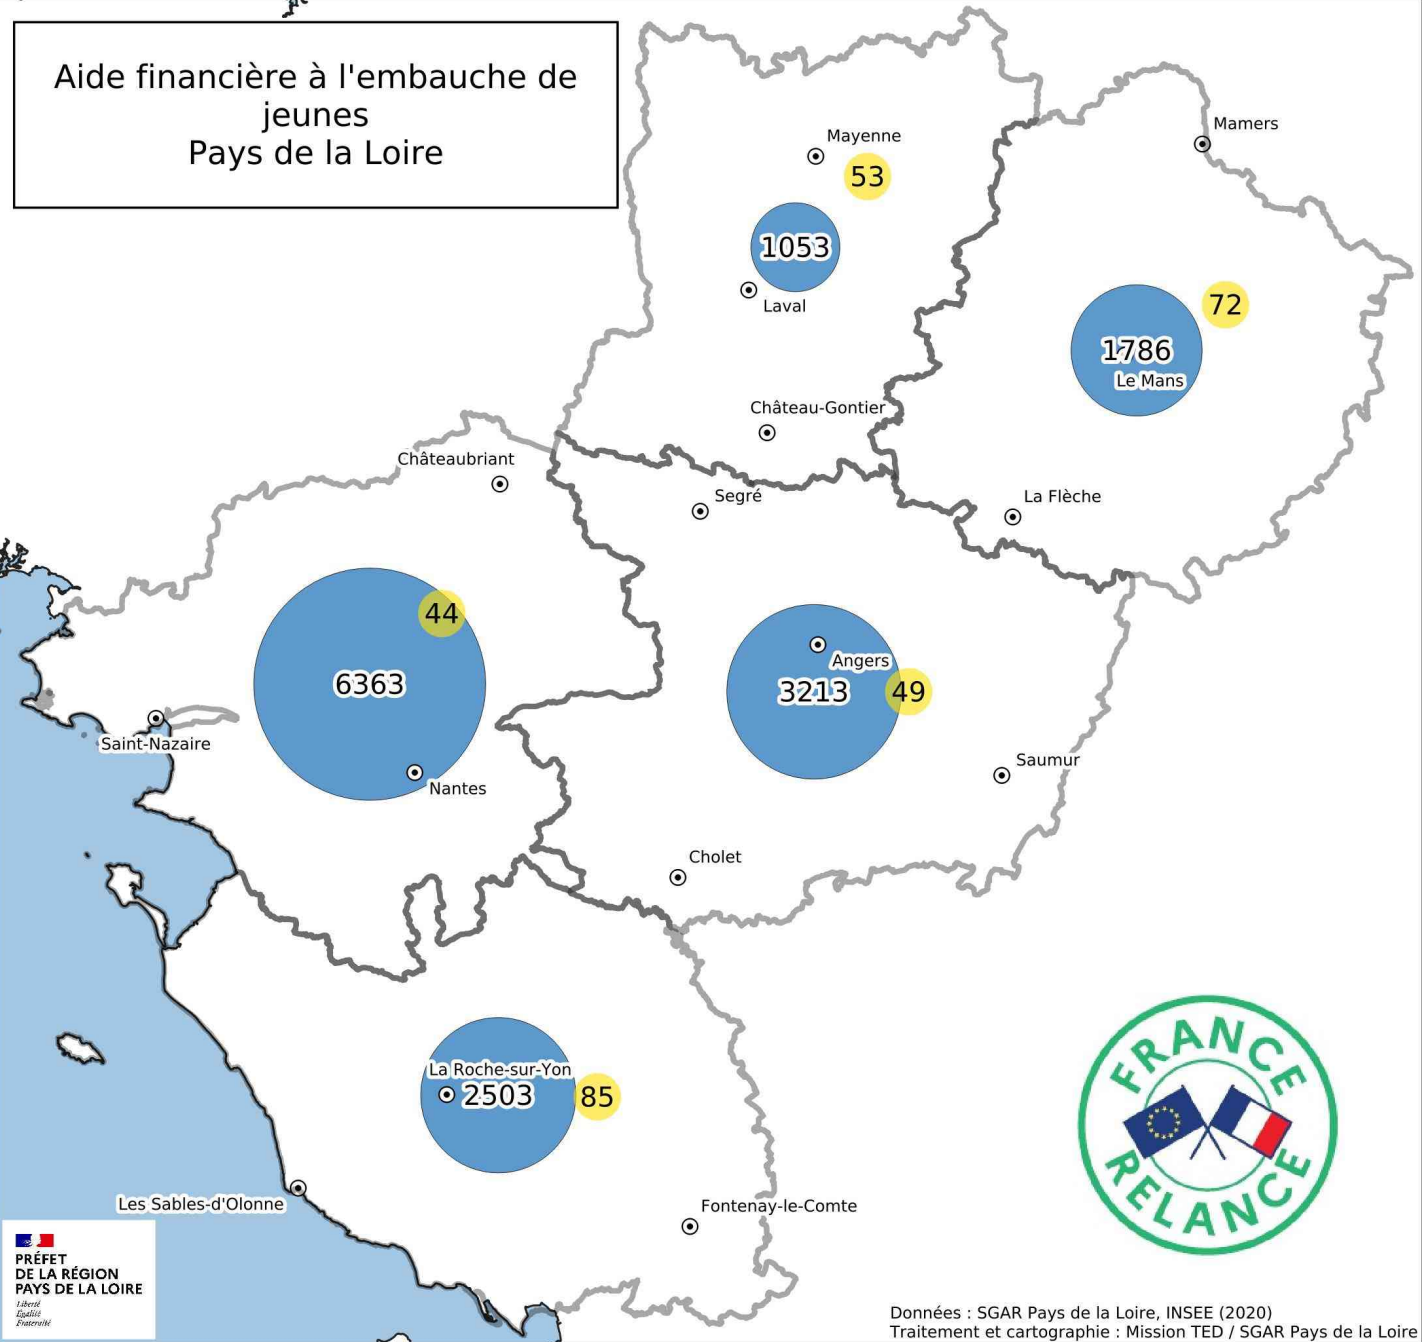 Aide financière à l'embauche de
jeunes
Pays de la Loire
Mamers
Mayenne
53
1053
Laval
72
1786
Le Mans
Château-Gontier
Châteaubriant
Segré
La Flèche
44
6363
Angers
3213
49
Saint-Nazaire
Nantes
Saumur
Cholet
La Roche-sur-Yon
2503
85
FRANCE
RELANCE
Les Sables-d'Olonne
Fontenay-le-Comte
PRÉFET
DE LA RÉGION
PAYS DE LA LOIRE
Liberté
Égalité
Fraternité
Données : SGAR Pays de la Loire, INSEE (2020)
Traitement et cartographie : Mission TED / SGAR Pays de la Loire